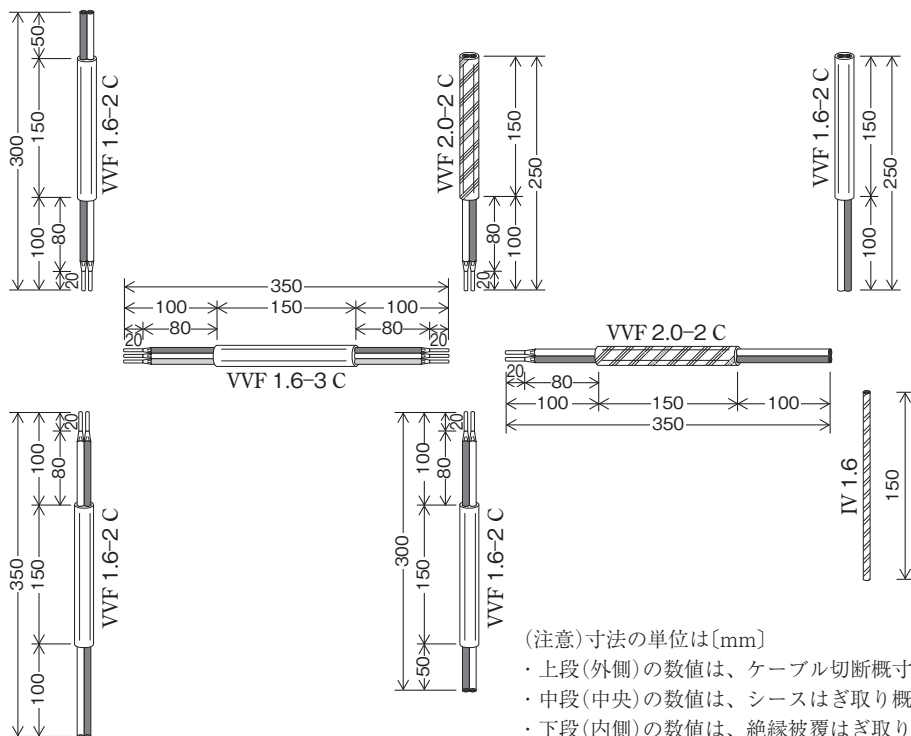 300
50
150
100
80
20
VVF 1.6-2 C
VVF 2.0-2 C
150
250
80
100
20
VVF 1.6-2 C
150
250
100
350
100 150 100
20 80 80 20
VVF 1.6-3 C
VVF 2.0-2 C
20 80
100 150 100
350
350
100
150
100
20
80
VVF 1.6-2 C
300
100
150
50
20
80
VVF 1.6-2 C
IV 1.6
150
(注意)寸法の単位は〔mm〕
・上段(外側)の数値は、ケーブル切断概寸
・中段(中央)の数値は、シースはぎ取り概
・下段(内側)の数値は、絶縁被覆はぎ取り